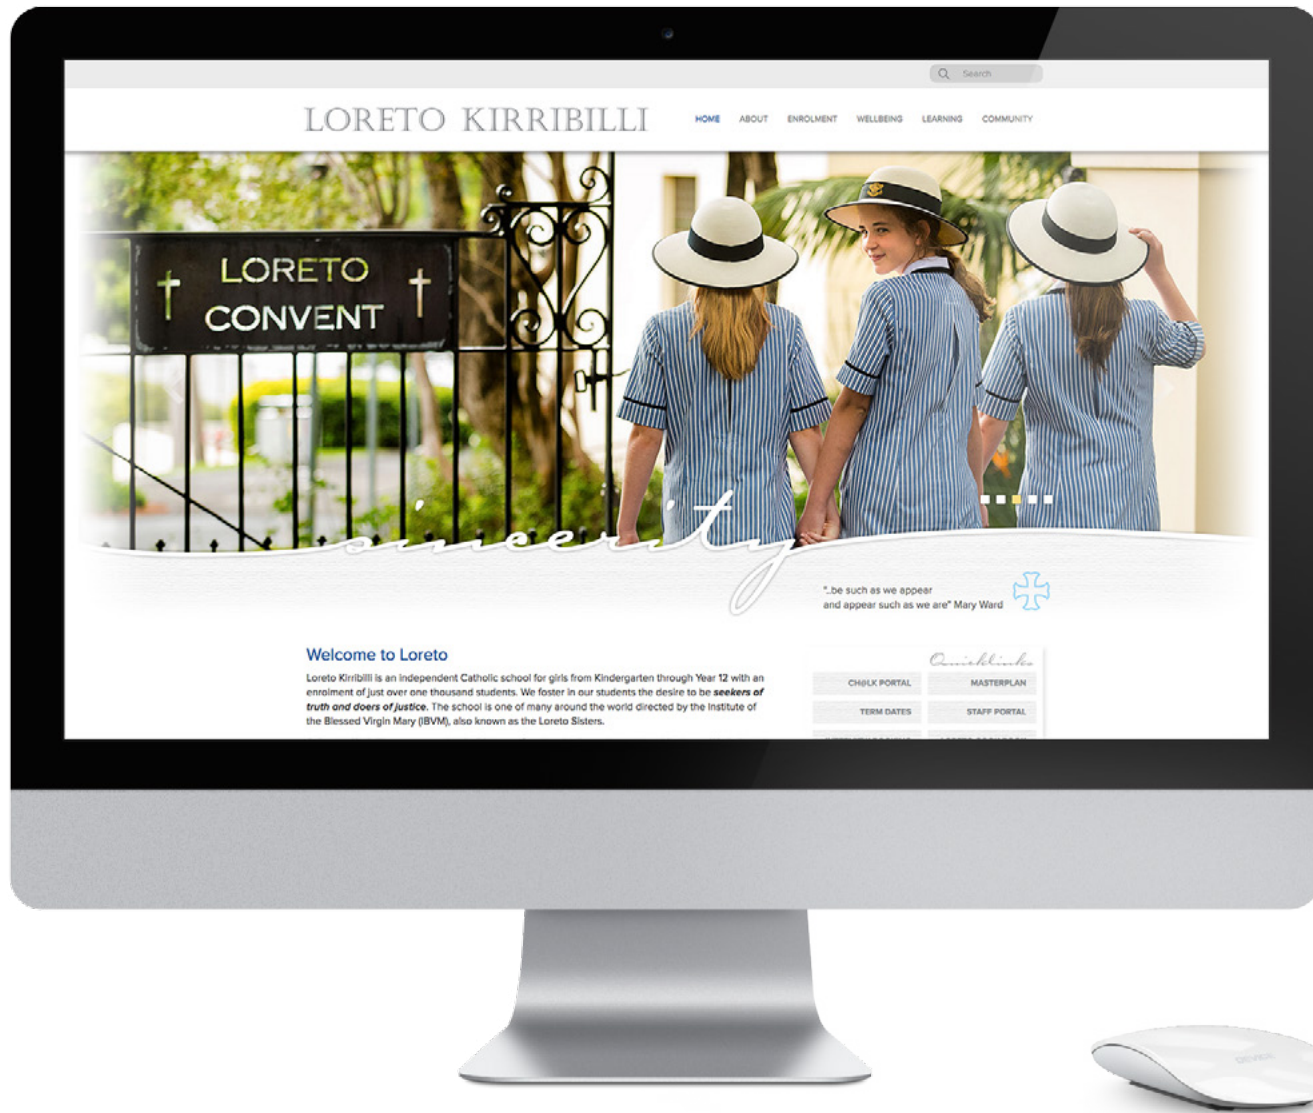 Search
LORETO KIRRIBILLI
HOME ABOUT ENROLMENT WELLBEING LEARNING COMMUNITY
LORETO
CONVENT
sincerity
"..be such as we appear
and appear such as we are" Mary Ward
Welcome to Loreto
Loreto Kirribilli is an independent Catholic school for girls from Kindergarten through Year 12 with an
enrolment of just over one thousand students. We foster in our students the desire to be seekers of
truth and doers of justice. The school is one of many around the world directed by the Institute of
the Blessed Virgin Mary (IBVM), also known as the Loreto Sisters.
Quicklinks
CH@LK PORTAL MASTERPLAN
TERM DATES STAFF PORTAL